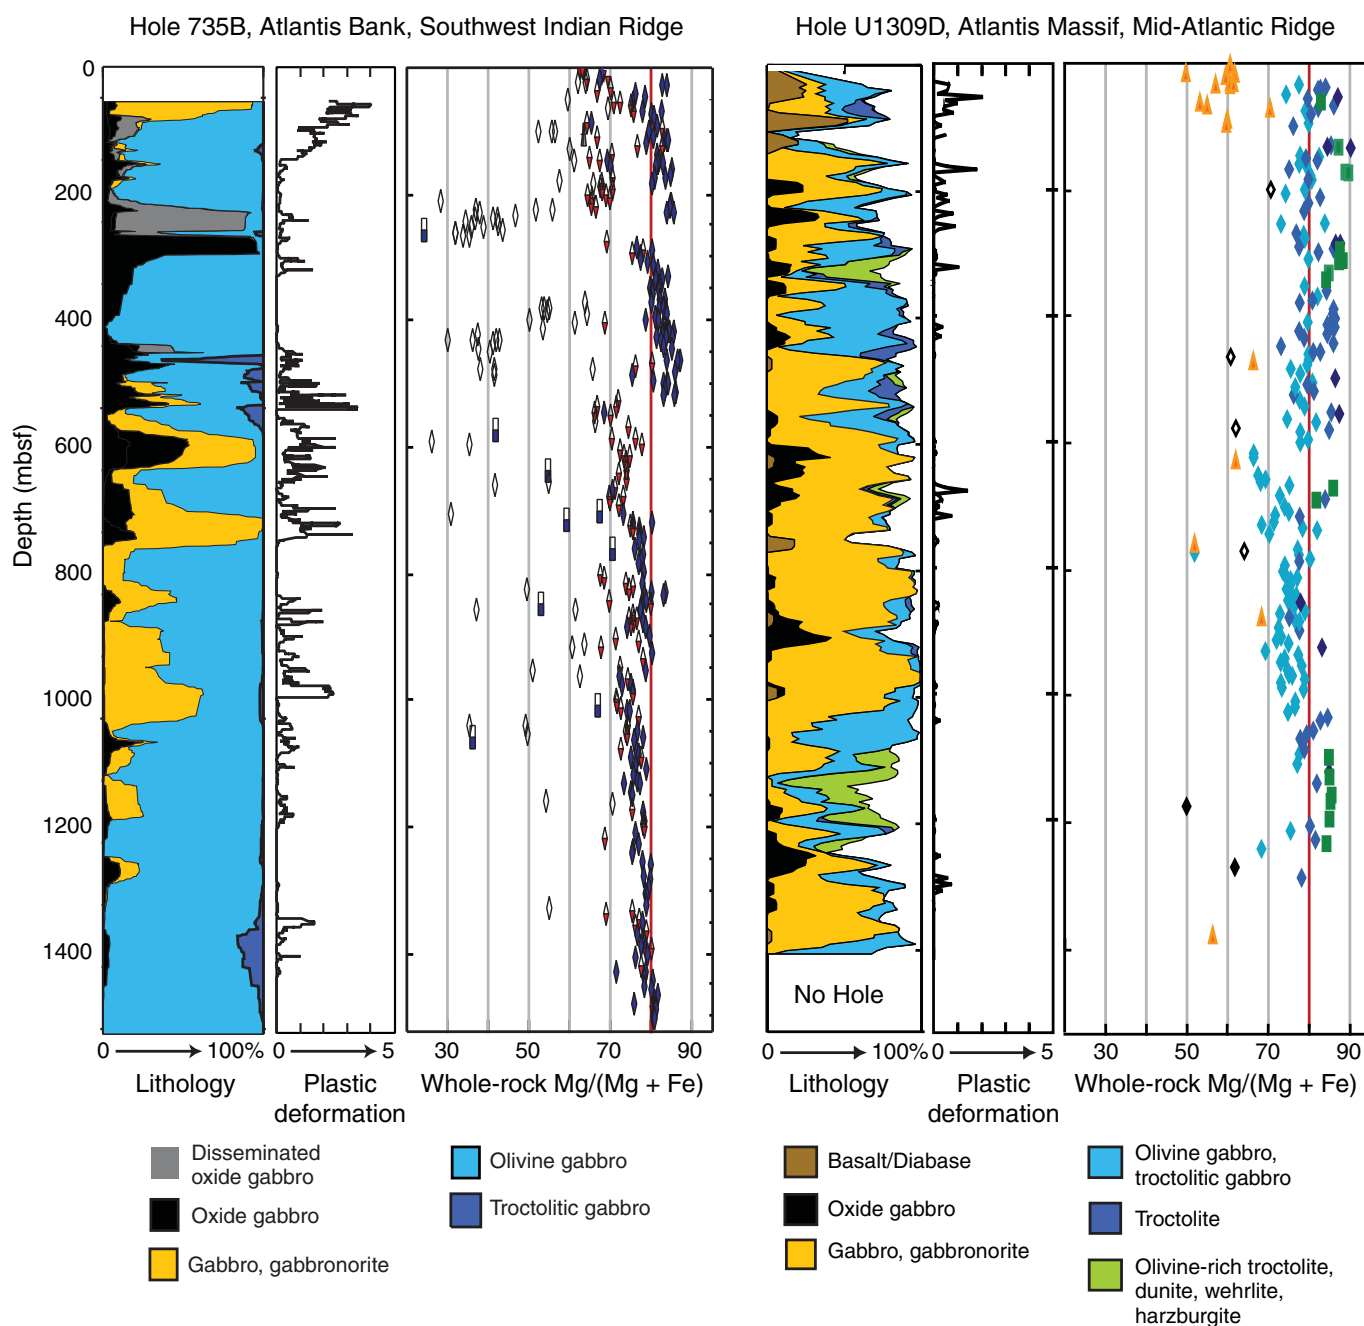 Hole 735B, Atlantis Bank, Southwest Indian Ridge
Hole U1309D, Atlantis Massif, Mid-Atlantic Ridge
Depth (mbsf)
0
200
400
600
800
1000
1200
1400
No Hole
0 100%
0 5
30 50 70 90
0 100%
0 5
30 50 70 90
Lithology
Plastic
deformation
Whole-rock Mg/(Mg + Fe)
Lithology
Plastic
deformation
Whole-rock Mg/(Mg + Fe)
Disseminated
oxide gabbro
Oxide gabbro
Gabbro, gabbronorite
Olivine gabbro
Troctolitic gabbro
Basalt/Diabase
Oxide gabbro
Gabbro, gabbronorite
Olivine gabbro,
troctolitic gabbro
Troctolite
Olivine-rich troctolite,
dunite, wehrlite,
harzburgite